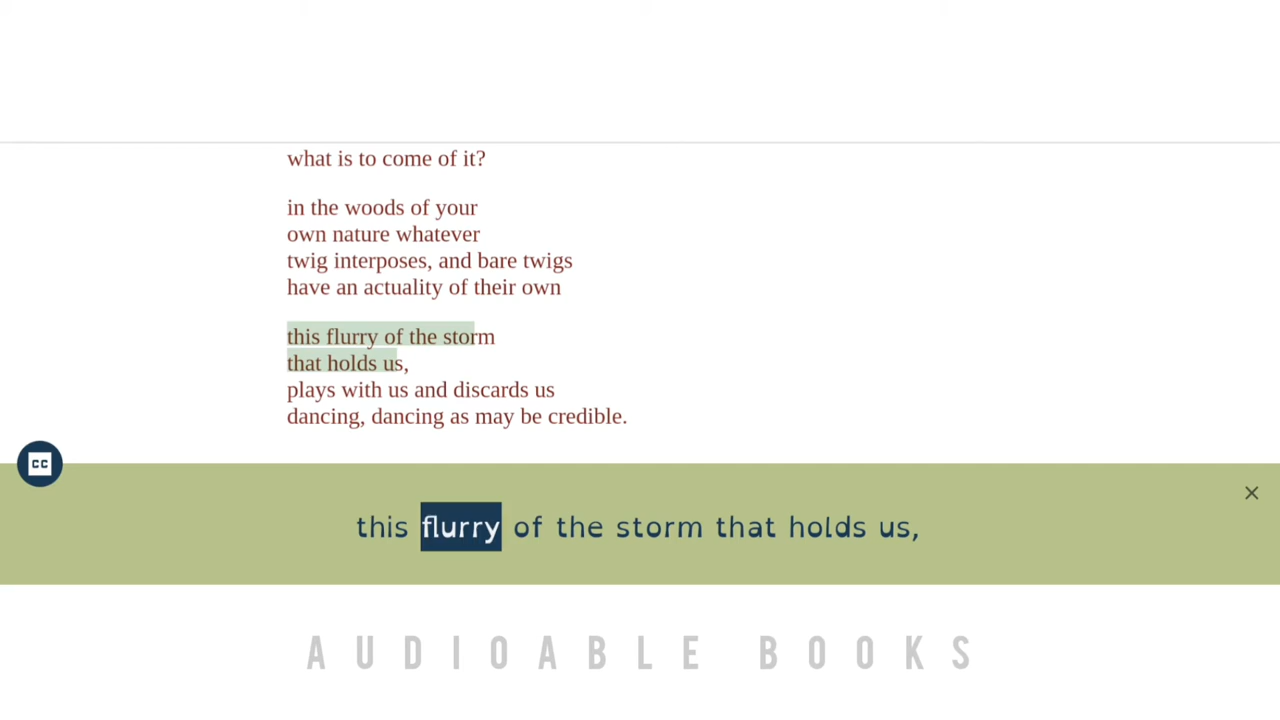 what is to come of it?
in the woods of your
own nature whatever
twig interposes, and bare twigs
have an actuality of their own
this flurry of the storm
that holds us,
plays with us and discards us
dancing, dancing as may be credible.
CC
this flurry of the storm that holds us,
AUDIOABLE BOOKS